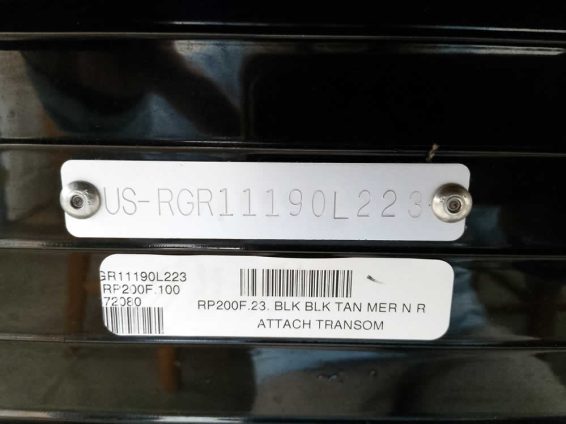 US-RGR11190L223
GR11190L223
RP200F.100
72080
RP200F.23. BLK BLK TAN MER N R
ATTACH TRANSOM